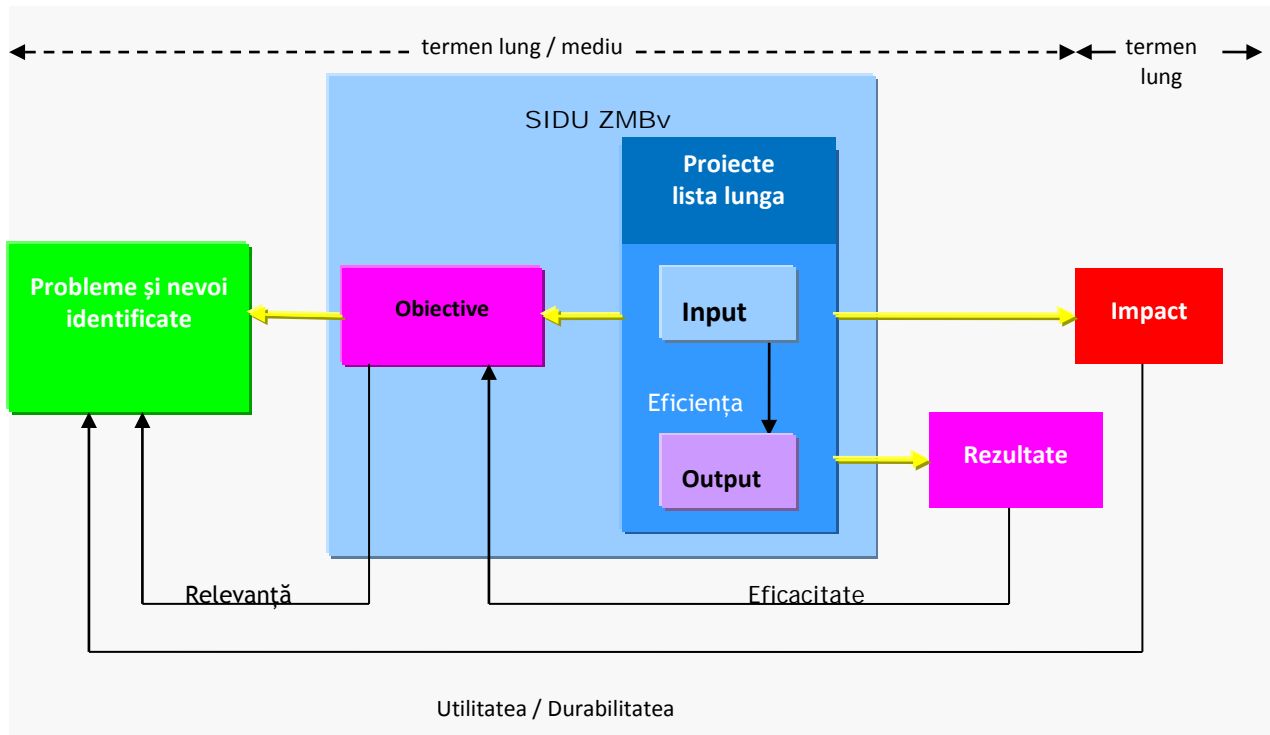 termen lung / mediu
termen
lung
SIDU ZMBv
Proiecte
lista lunga
Probleme și nevoi
identificate
Obiective
Input
Impact
Eficiența
Output
Rezultate
Relevanță
Eficacitate
Utilitatea / Durabilitatea